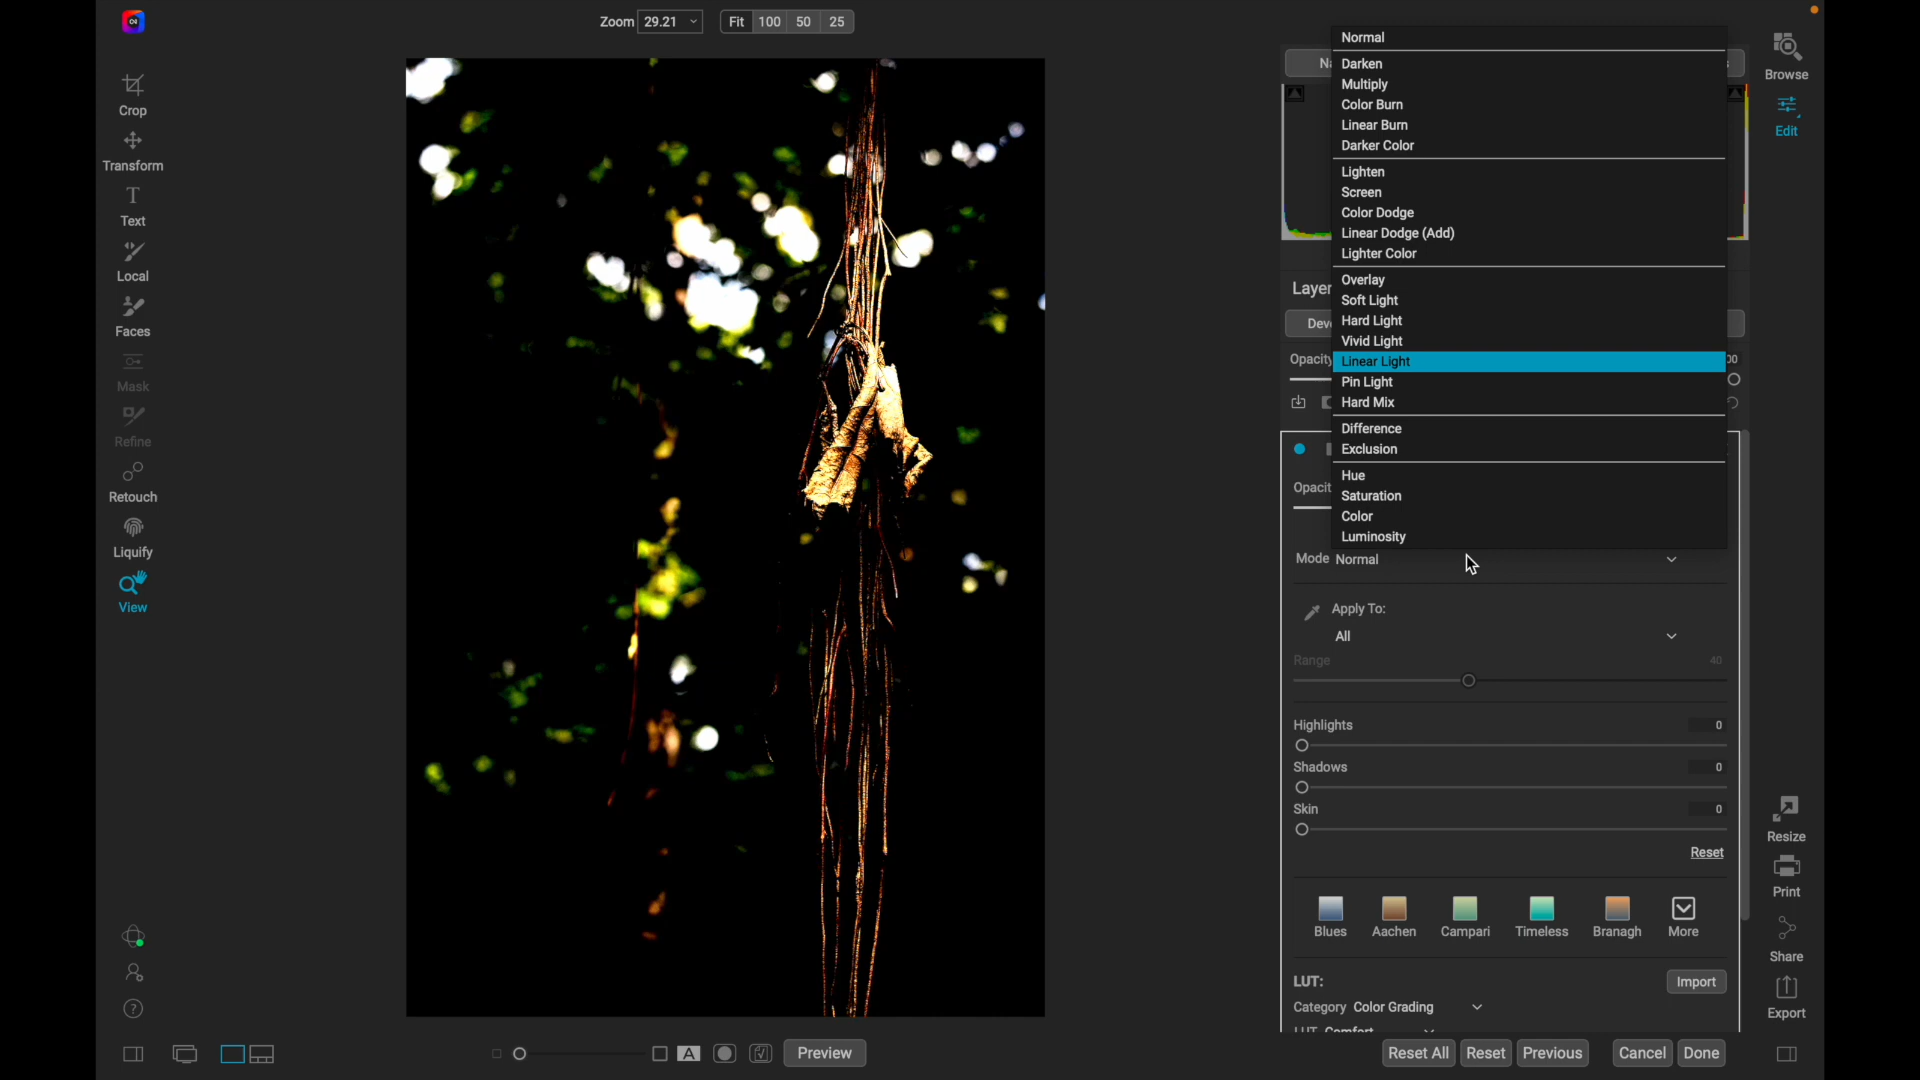 Zoom 29.21
Fit 100 50 25
Crop
Transform
Text
Local
Faces
Mask
Refine
Retouch
Liquify
View
Normal
Darken
Multiply
Color Burn
Linear Burn
Darker Color
Lighten
Screen
Color Dodge
Linear Dodge (Add)
Lighter Color
Overlay
Soft Light
Hard Light
Vivid Light
Linear Light
Pin Light
Hard Mix
Difference
Exclusion
Hue
Saturation
Color
Luminosity
Mode Normal
Apply To:
All
Range 40
Highlights 0
Shadows 0
Skin 0
Reset
Blues Aachen Campari Timeless Branagh More
LUT: Import
Category Color Grading
Browse
Edit
Resize
Print
Share
Export
A
Preview
Reset All Reset Previous Cancel Done